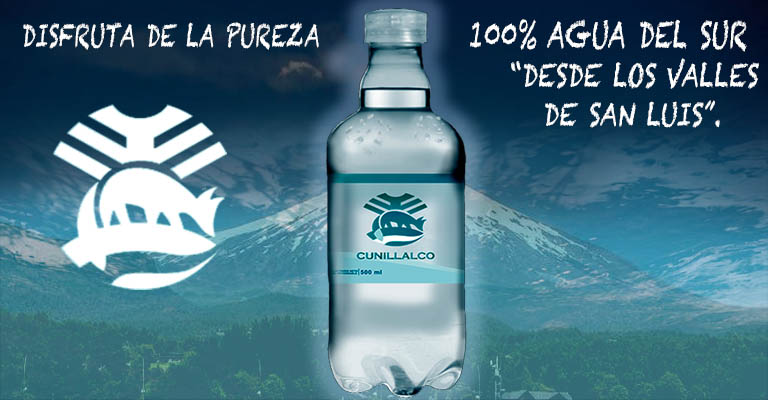 DISFRUTA DE LA PUREZA
100% AGUA DEL SUR
“DESDE LOS VALLES
DE SAN LUIS”.
CUNILLALCO
500 ml